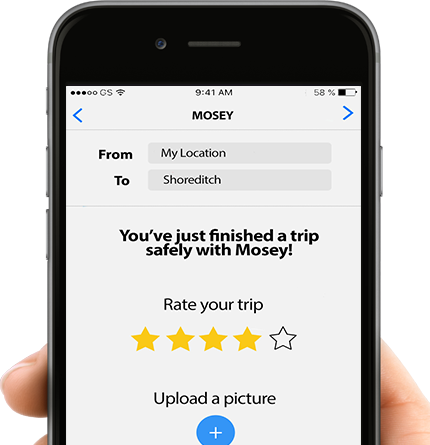 GS 9:41 AM 58 %
MOSEY
From My Location
To Shoreditch
You've just finished a trip
safely with Mosey!
Rate your trip
Upload a picture
+